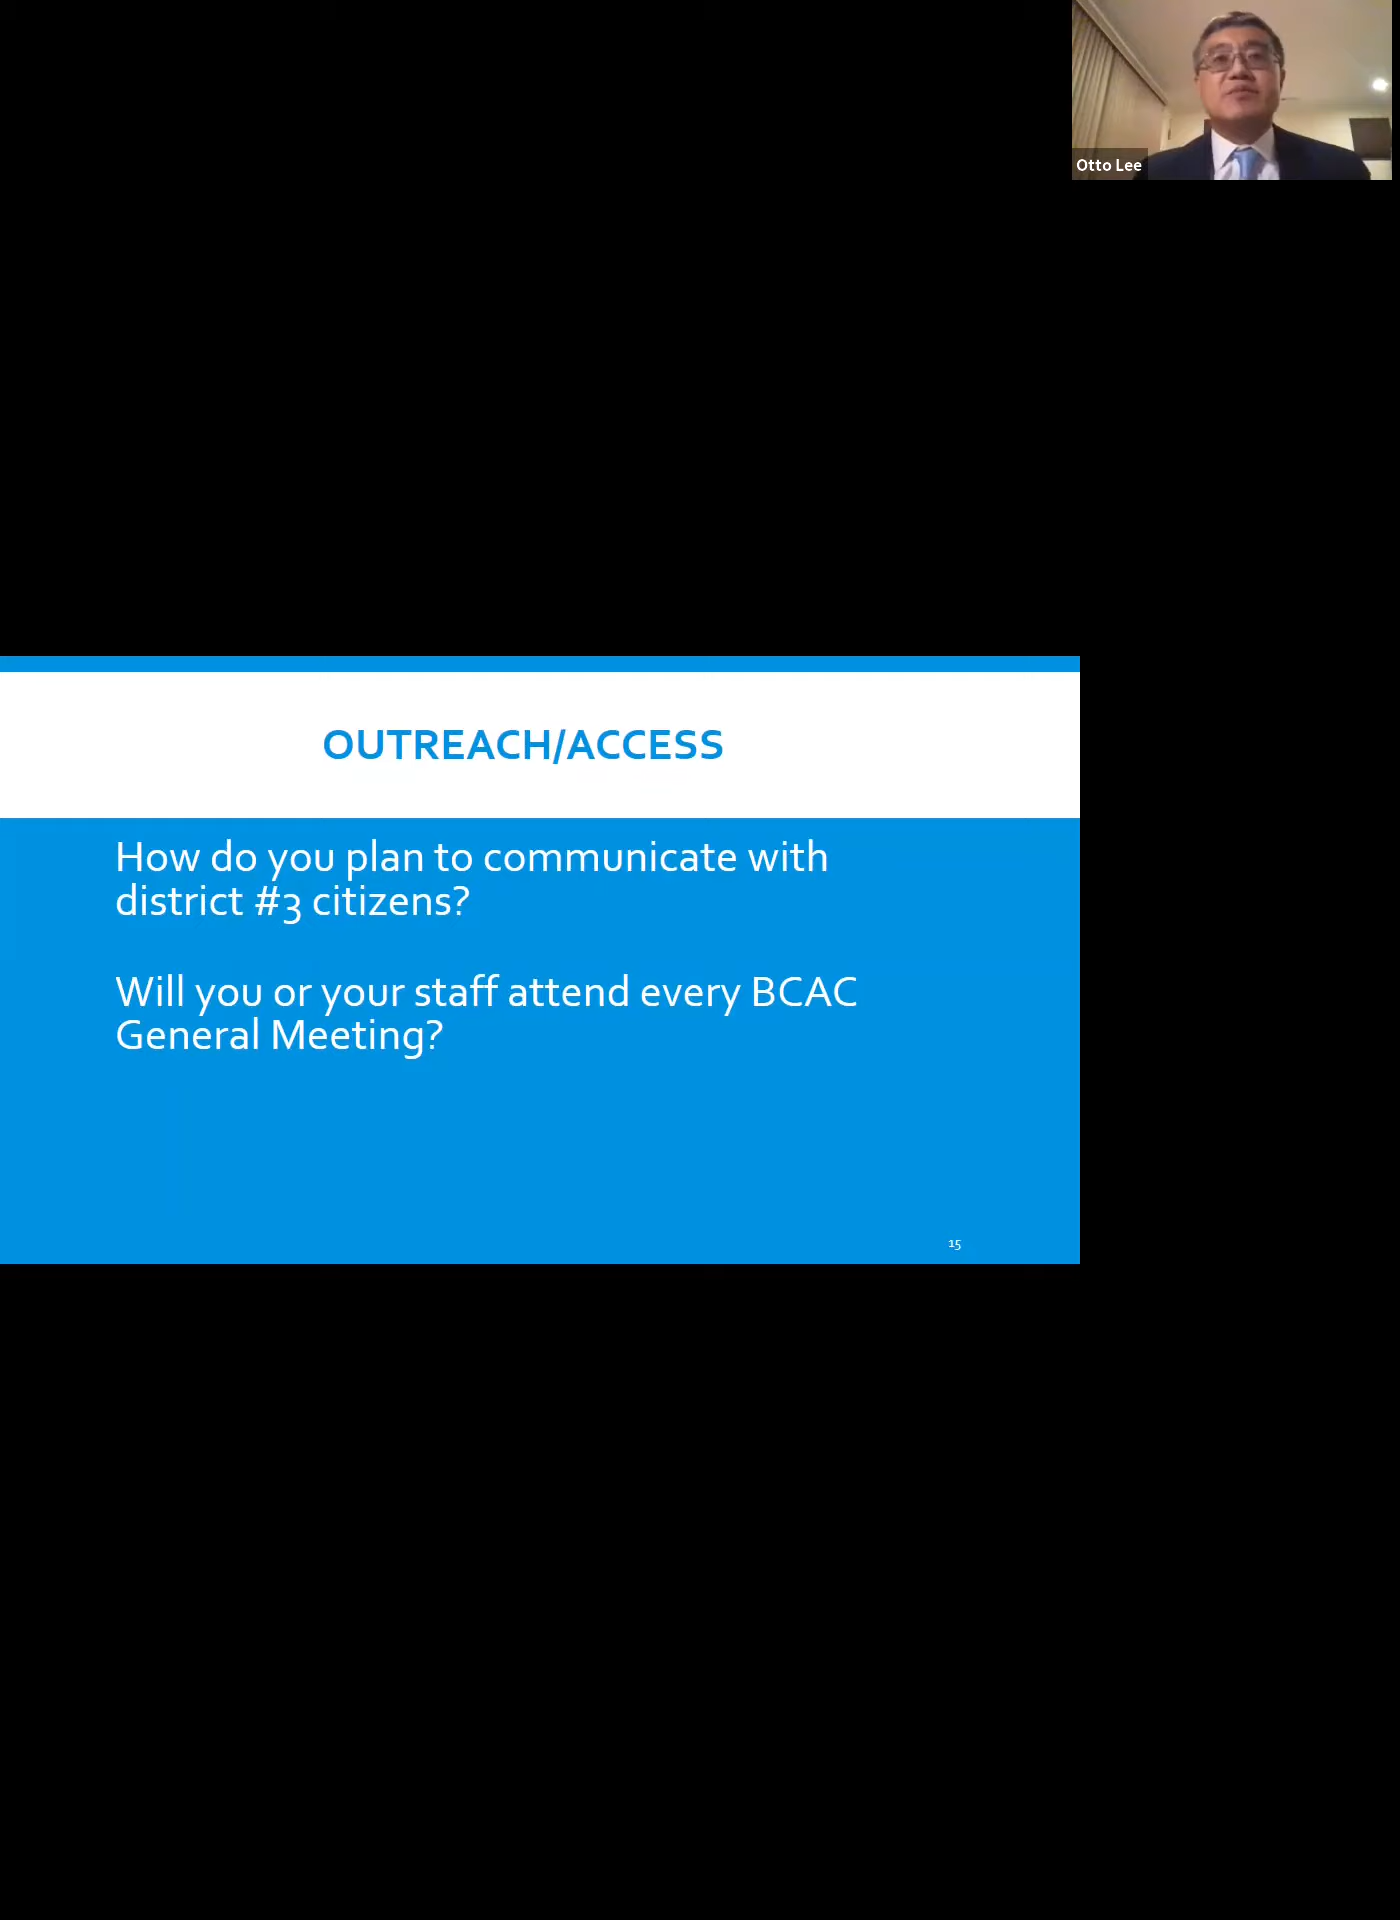 Otto Lee
OUTREACH/ACCESS
How do you plan to communicate with
district #3 citizens?
Will you or your staff attend every BCAC
General Meeting?
15